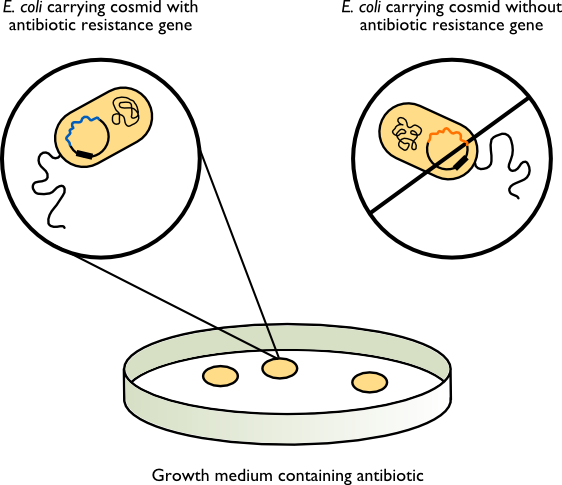 E. coli carrying cosmid with
antibiotic resistance gene
E. coli carrying cosmid without
antibiotic resistance gene
Growth medium containing antibiotic